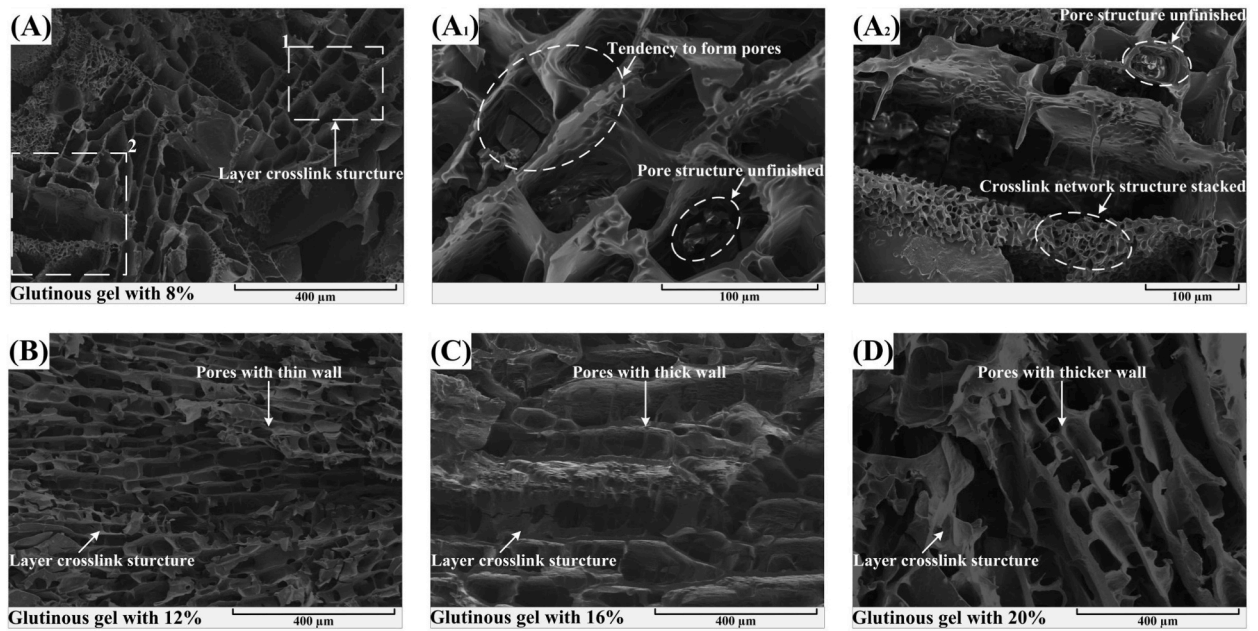 (A)
1
2
Layer crosslink sturcture
Glutinous gel with 8%
400 µm
(A₁)
Tendency to form pores
Pore structure unfinished
100 µm
(A₂)
Pore structure unfinished
Crosslink network structure stacked
100 µm
(B)
Pores with thin wall
Layer crosslink sturcture
Glutinous gel with 12%
400 µm
(C)
Pores with thick wall
Layer crosslink sturcture
Glutinous gel with 16%
400 µm
(D)
Pores with thicker wall
Layer crosslink sturcture
Glutinous gel with 20%
400 µm